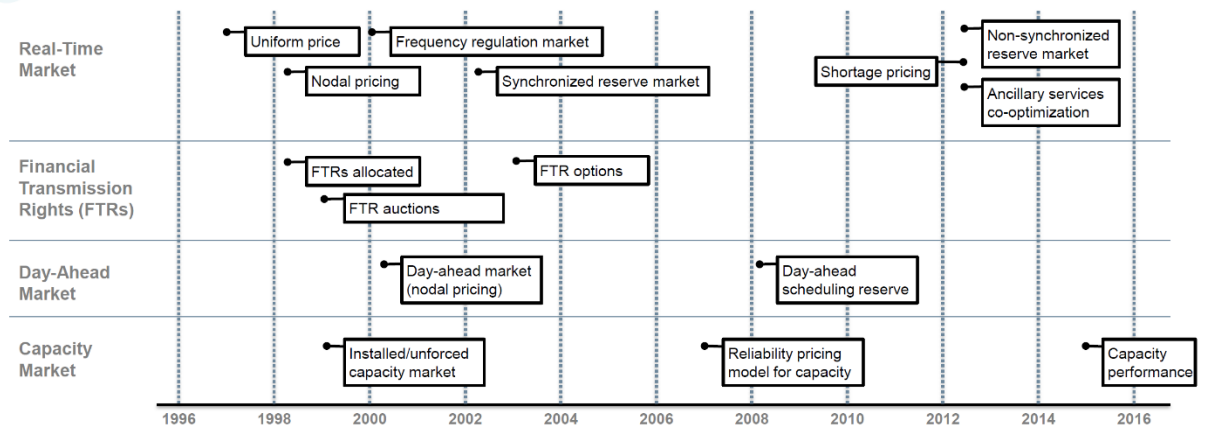 Real-Time
Market
Uniform price
Frequency regulation market
Nodal pricing
Synchronized reserve market
Shortage pricing
Non-synchronized
reserve market
Ancillary services
co-optimization
Financial
Transmission
Rights (FTRs)
FTRs allocated
FTR options
FTR auctions
Day-Ahead
Market
Day-ahead market
(nodal pricing)
Day-ahead
scheduling reserve
Capacity
Market
Installed/unforced
capacity market
Reliability pricing
model for capacity
Capacity
performance
1996 1998 2000 2002 2004 2006 2008 2010 2012 2014 2016